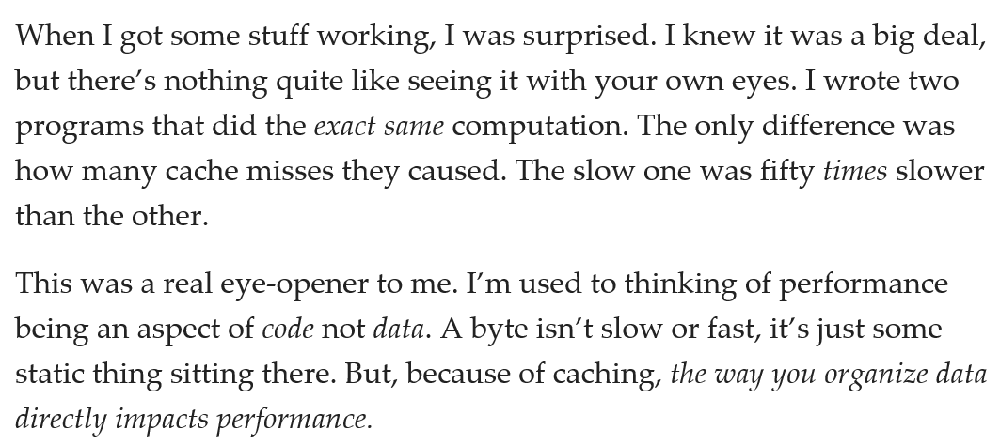 When I got some stuff working, I was surprised. I knew it was a big deal,
but there’s nothing quite like seeing it with your own eyes. I wrote two
programs that did the exact same computation. The only difference was
how many cache misses they caused. The slow one was fifty times slower
than the other.
This was a real eye-opener to me. I’m used to thinking of performance
being an aspect of code not data. A byte isn’t slow or fast, it’s just some
static thing sitting there. But, because of caching, the way you organize data
directly impacts performance.